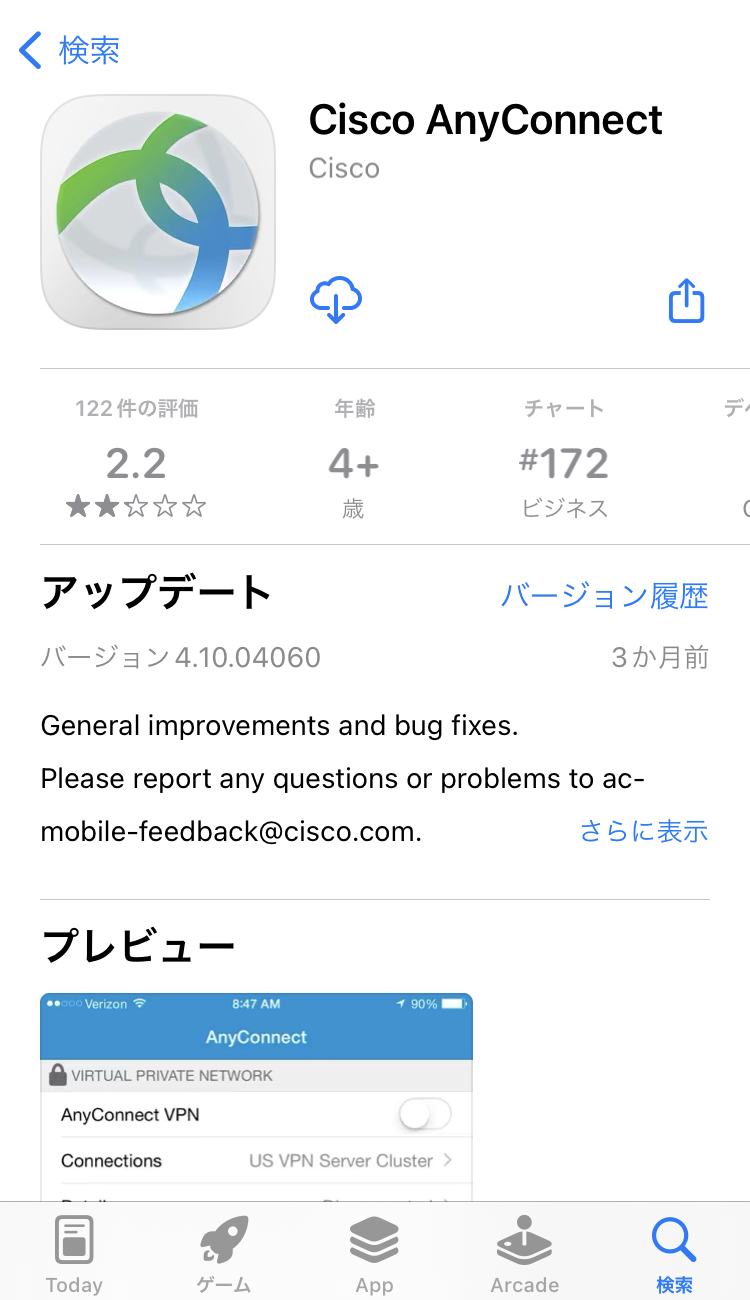 検索
Cisco AnyConnect
Cisco
122件の評価
年齢
チャート
2.2
4+
#172
歳
ビジネス
アップデート
バージョン履歴
バージョン 4.10.04060
3か月前
General improvements and bug fixes.
Please report any questions or problems to ac-
mobile-feedback@cisco.com.
さらに表示
プレビュー
Verizon
8:47 AM
90%
AnyConnect
VIRTUAL PRIVATE NETWORK
AnyConnect VPN
Connections
US VPN Server Cluster
Today
ゲーム
App
Arcade
検索